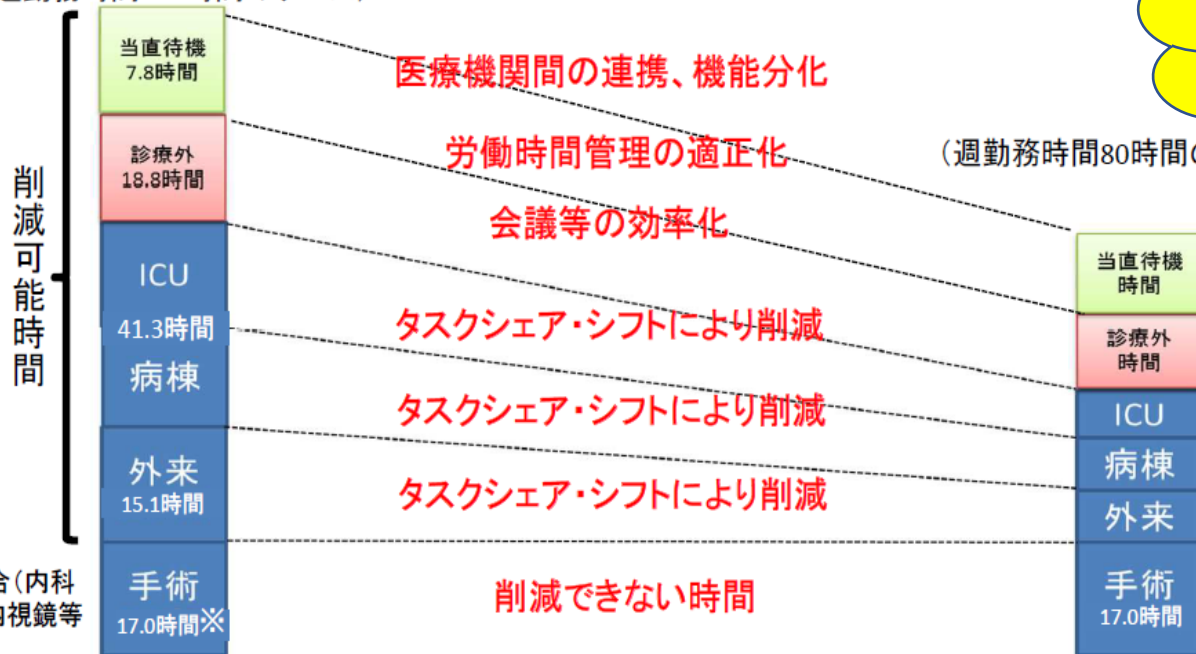 当直待機
7.8時間
医療機関間の連携、機能分化
診療外
18.8時間
労働時間管理の適正化
（週勤務時間80時間
会議等の効率化
削減可能時間
ICU
41.3時間
病棟
タスクシェア・シフトにより削減
当直待機
時間
診療外
時間
タスクシェア・シフトにより削減
ICU
病棟
外来
15.1時間
タスクシェア・シフトにより削減
外来
合（内科
視鏡等
手術
17.0時間※
削減できない時間
手術
17.0時間